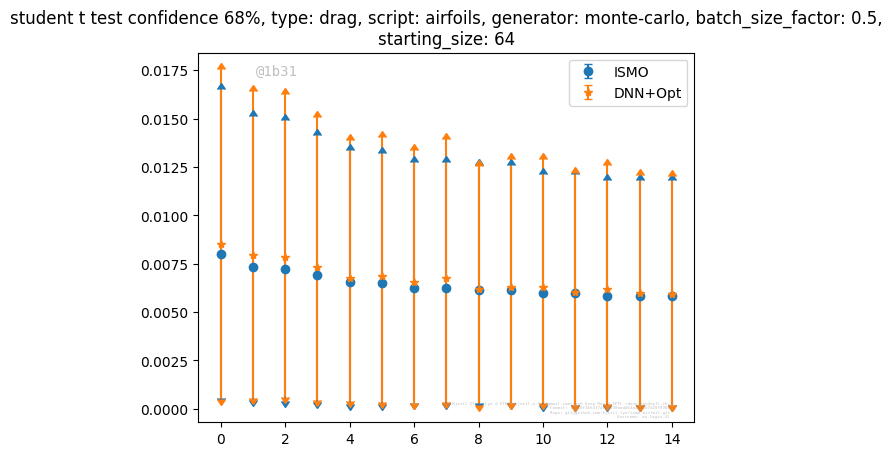 student t test confidence 68%, type: drag, script: airfoils, generator: monte-carlo, batch_size_factor: 0.5,
starting_size: 64
@1b31
ISMO
DNN+Opt
0.0175
0.0150
0.0125
0.0100
0.0075
0.0050
0.0025
0.0000
0 2 4 6 8 10 12 14